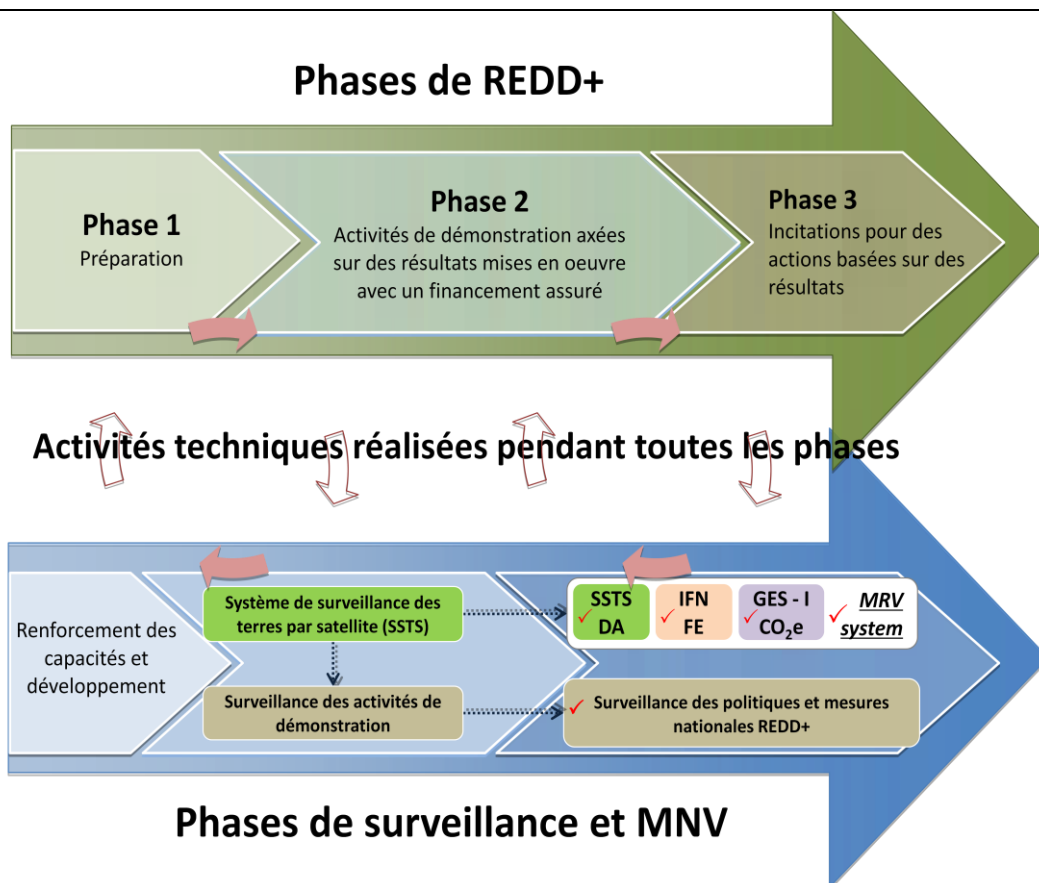 Phases de REDD+
Phase 1
Préparation
Phase 2
Activités de démonstration axées
sur des résultats mises en oeuvre
avec un financement assuré
Phase 3
Incitations pour des
actions basées sur des
résultats
Activités techniques réalisées pendant toutes les phases
Renforcement des
capacités et
développement
Système de surveillance des
terres par satellite (SSTS)
Surveillance des activités de
démonstration
SSTS
DA
IFN
FE
GES - I
CO₂e
MRV
system
Surveillance des politiques et mesures
nationales REDD+
Phases de surveillance et MNV